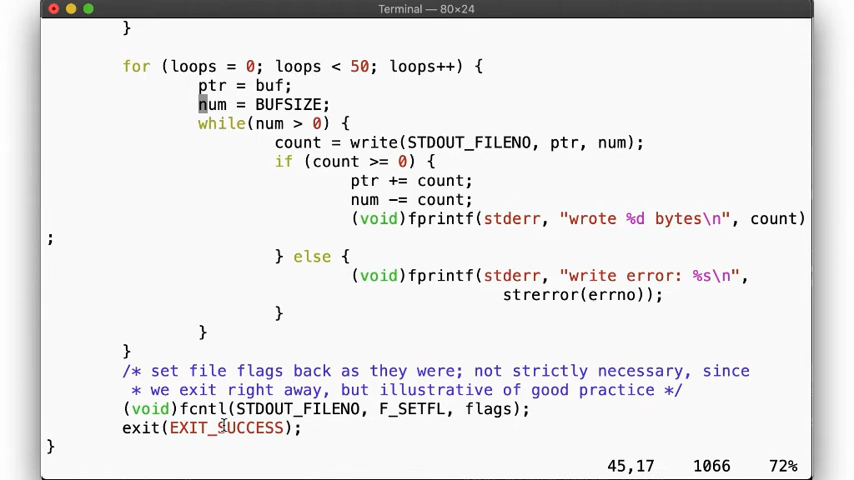 Terminal — 80×24
}
for (loops = 0; loops < 50; loops++) {
ptr = buf;
num = BUFSIZE;
while(num > 0) {
count = write(STDOUT_FILENO, ptr, num);
if (count >= 0) {
ptr += count;
num -= count;
(void)fprintf(stderr, "wrote %d bytes\n", count)
;
} else {
(void)fprintf(stderr, "write error: %s\n",
strerror(errno));
}
}
}
/* set file flags back as they were; not strictly necessary, since
* we exit right away, but illustrative of good practice */
(void)fcntl(STDOUT_FILENO, F_SETFL, flags);
exit(EXIT_SUCCESS);
}
45,17 1066 72%